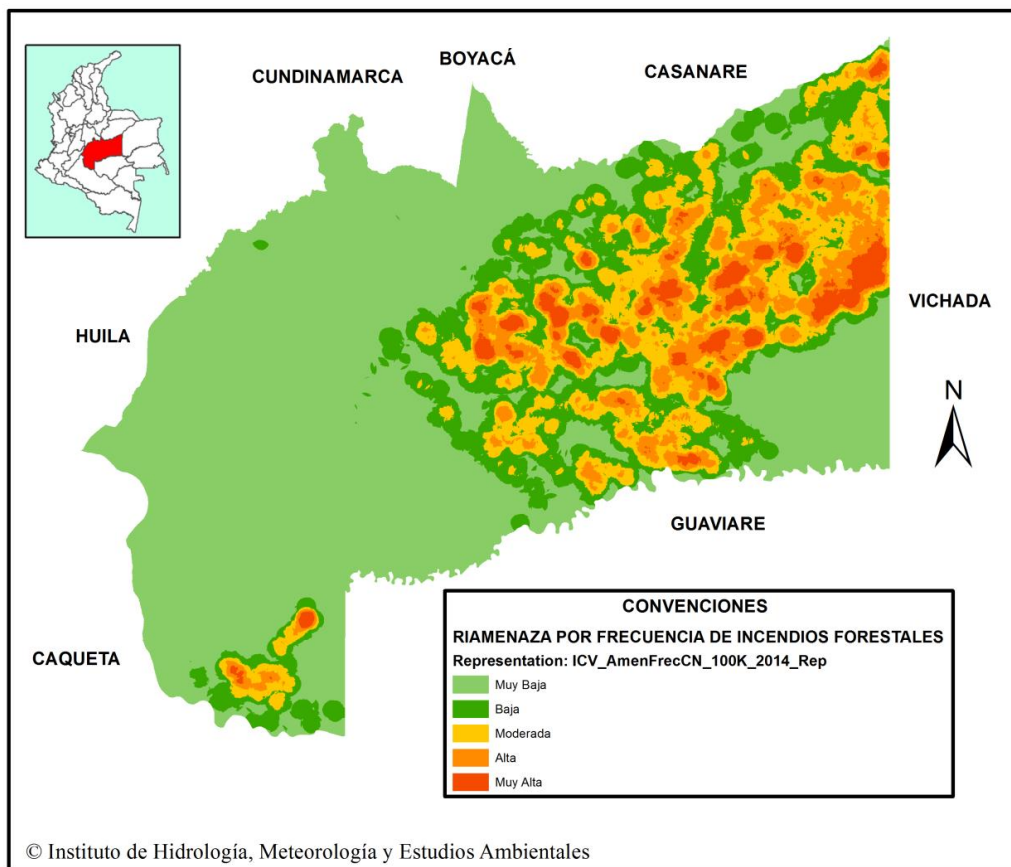 CUNDINAMARCA
BOYACÁ
CASANARE
HUILA
VICHADA
N
GUAVIARE
CAQUETA
CONVENCIONES
RIAMENAZA POR FRECUENCIA DE INCENDIOS FORESTALES
Representation: ICV_AmenFrecCN_100K_2014_Rep
Muy Baja
Baja
Moderada
Alta
Muy Alta
© Instituto de Hidrología, Meteorología y Estudios Ambientales